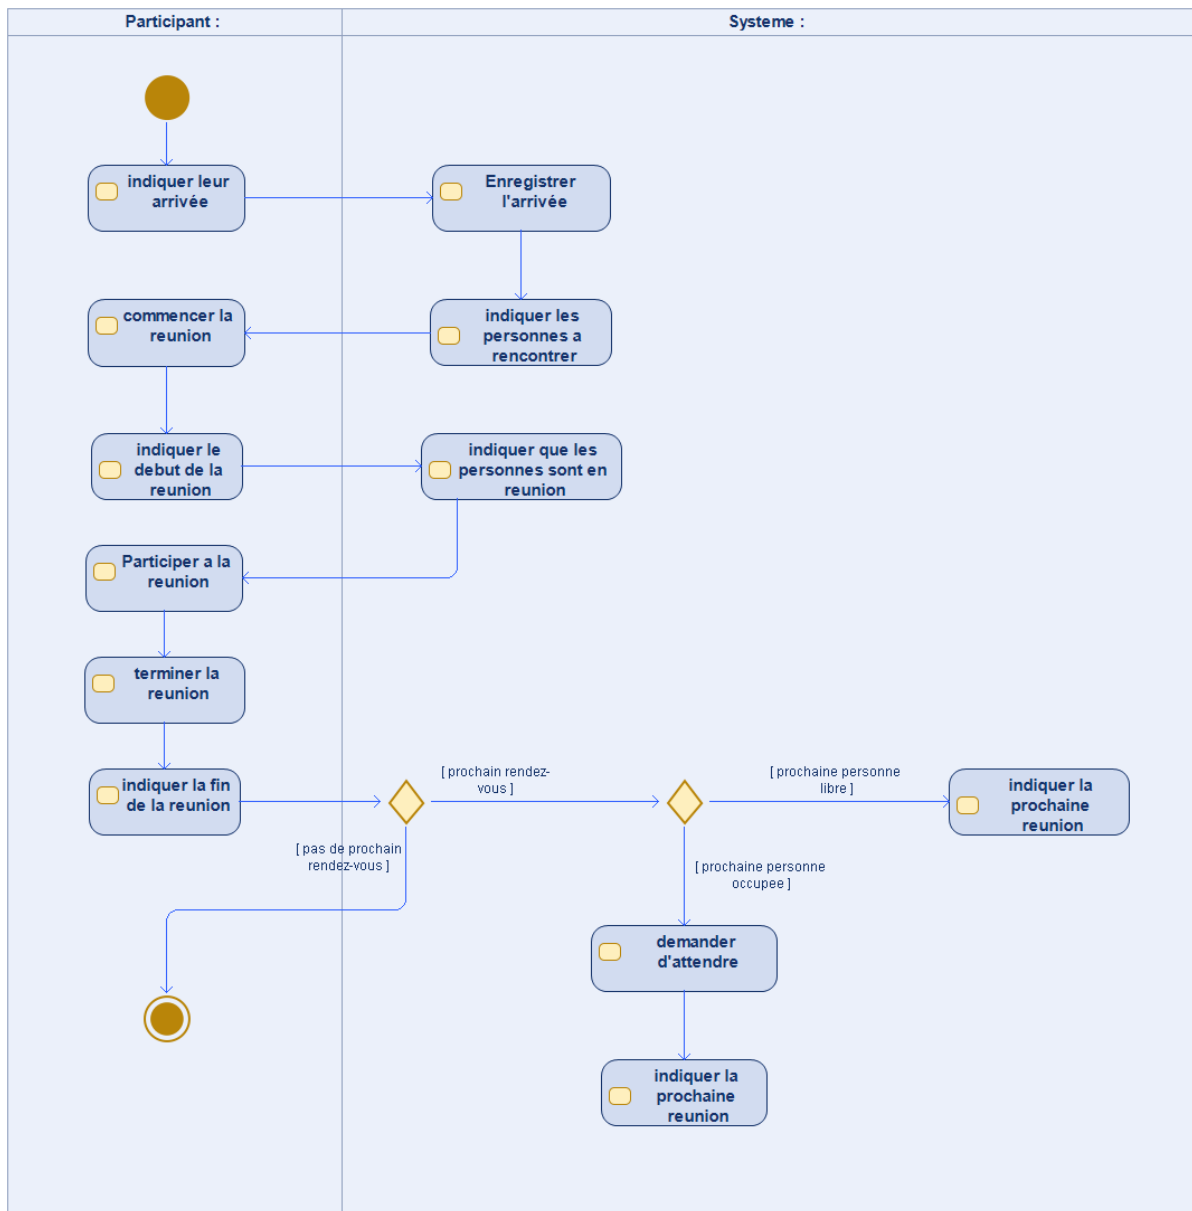 Participant :
Systeme :
indiquer leur
arrivée
Enregistrer
l'arrivée
commencer la
reunion
indiquer les
personnes a
rencontrer
indiquer le
debut de la
reunion
indiquer que les
personnes sont en
reunion
Participer a la
reunion
terminer la
reunion
indiquer la fin
de la reunion
[ prochain rendez-
vous ]
[ prochaine personne
libre ]
indiquer la
prochaine
reunion
[ pas de prochain
rendez-vous ]
[ prochaine personne
occupee ]
demander
d'attendre
indiquer la
prochaine
reunion